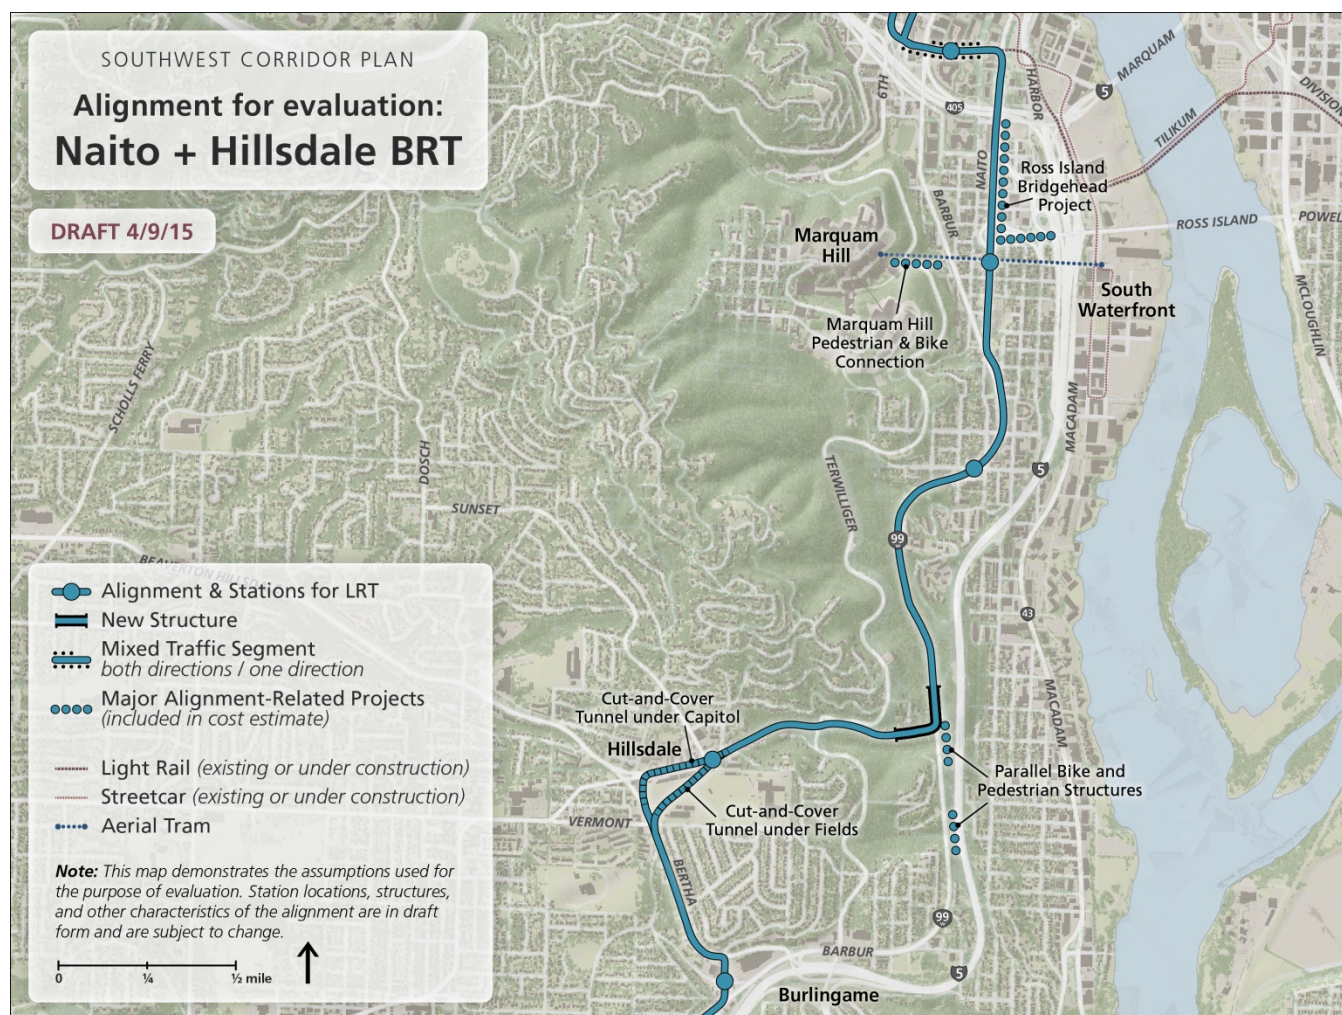 SOUTHWEST CORRIDOR PLAN
Alignment for evaluation:
Naito + Hillsdale BRT
DRAFT 4/9/15
6TH
405
HARBOR
MARQUAM
5
DIVISION
TILIKUM
NAITO
Ross Island
Bridgehead
Project
BARBUR
ROSS ISLAND
POWEL
Marquam
Hill
South
Waterfront
MCLOUGHLIN
Marquam Hill
Pedestrian & Bike
Connection
SCHOLLS FERRY
MACADAM
DOSCH
TERWILLIGER
5
SUNSET
99
BEAVERTON HILLSDALE
43
Alignment & Stations for LRT
New Structure
Mixed Traffic Segment
both directions / one direction
Major Alignment-Related Projects
(included in cost estimate)
Light Rail (existing or under construction)
Streetcar (existing or under construction)
Aerial Tram
Note: This map demonstrates the assumptions used for
the purpose of evaluation. Station locations, structures,
and other characteristics of the alignment are in draft
form and are subject to change.
0 ¼ ½ mile
Cut-and-Cover
Tunnel under Capitol
Hillsdale
MACADAM
Parallel Bike and
Pedestrian Structures
Cut-and-Cover
Tunnel under Fields
VERMONT
BERTHA
99
BARBUR
5
Burlingame